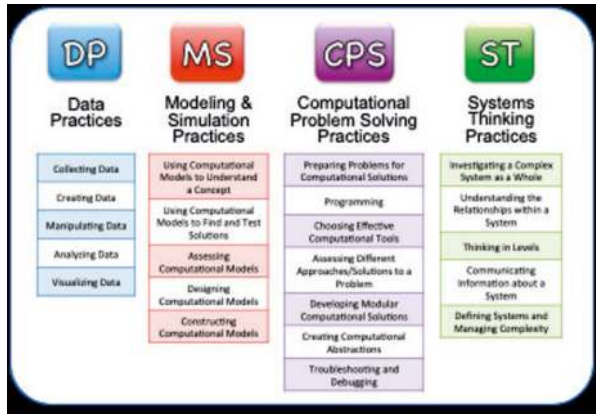 DP
Data
Practices
Collecting Data
Creating Data
Manipulating Data
Analyzing Data
Visualizing Data
MS
Modeling &
Simulation
Practices
Using Computational
Models to Understand
a Concept
Using Computational
Models to Find and Test
Solutions
Assessing
Computational Models
Designing
Computational Models
Constructing
Computational Models
CPS
Computational
Problem Solving
Practices
Preparing Problems for
Computational Solutions
Programming
Choosing Effective
Computational Tools
Assessing Different
Approaches/Solutions to a
Problem
Developing Modular
Computational Solutions
Creating Computational
Abstractions
Troubleshooting and
Debugging
ST
Systems
Thinking
Practices
Investigating a Complex
System as a Whole
Understanding the
Relationships within a
System
Thinking in Levels
Communicating
Information about a
System
Defining Systems and
Managing Complexity